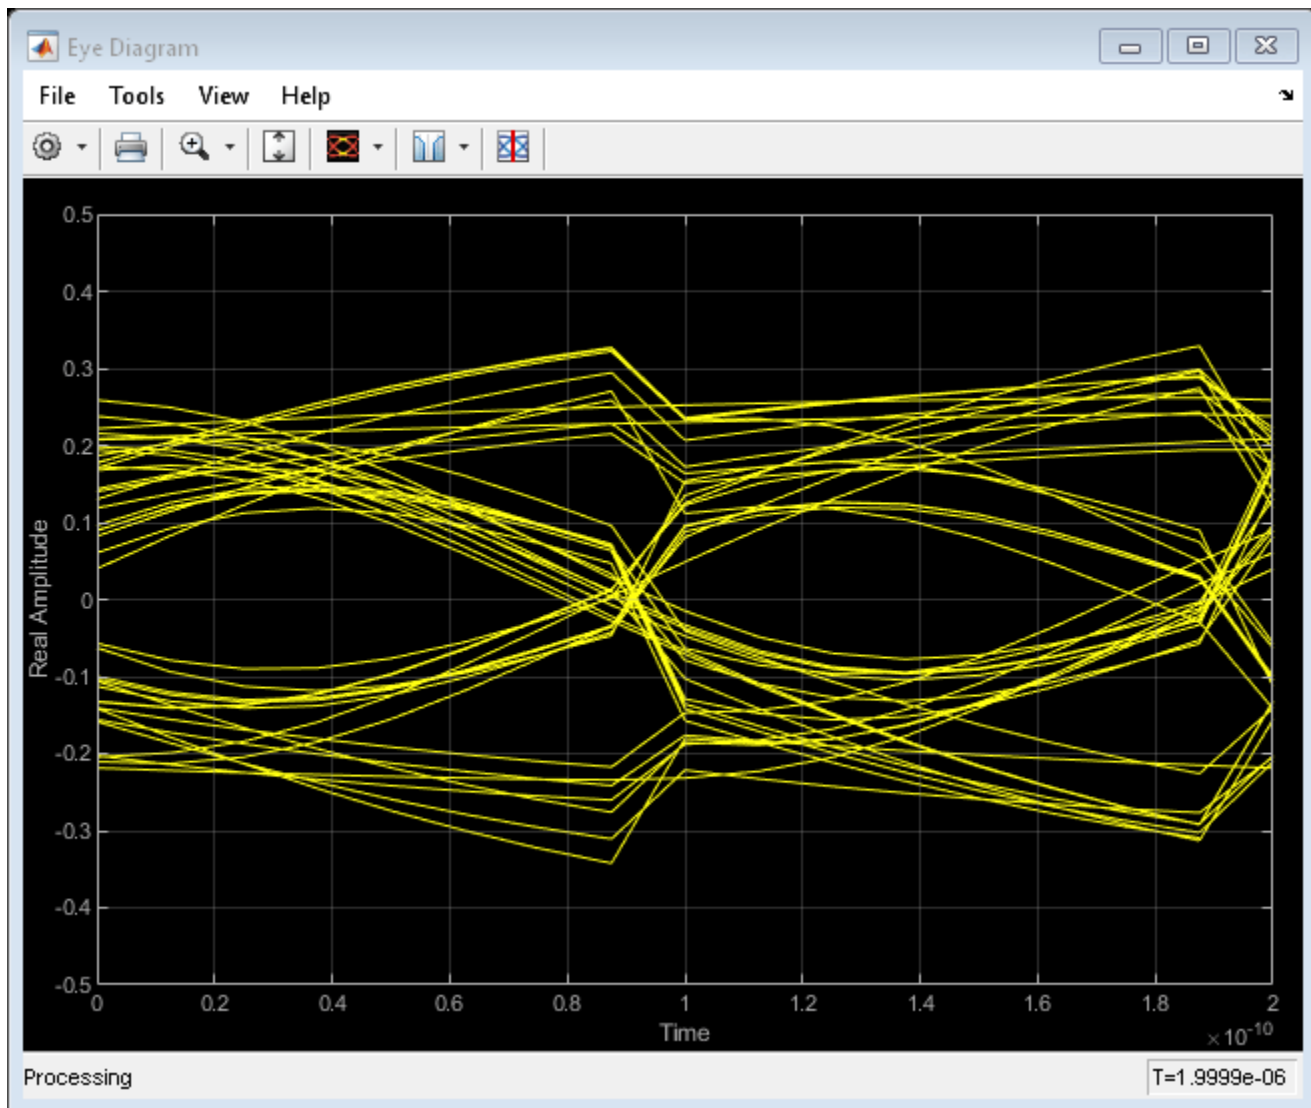 Eye Diagram
File Tools View Help
0.5
0.4
0.3
0.2
0.1
0
-0.1
-0.2
-0.3
-0.4
-0.5
Real Amplitude
0 0.2 0.4 0.6 0.8 1 1.2 1.4 1.6 1.8 2
Time
×10^-10
Processing
T=1.9999e-06